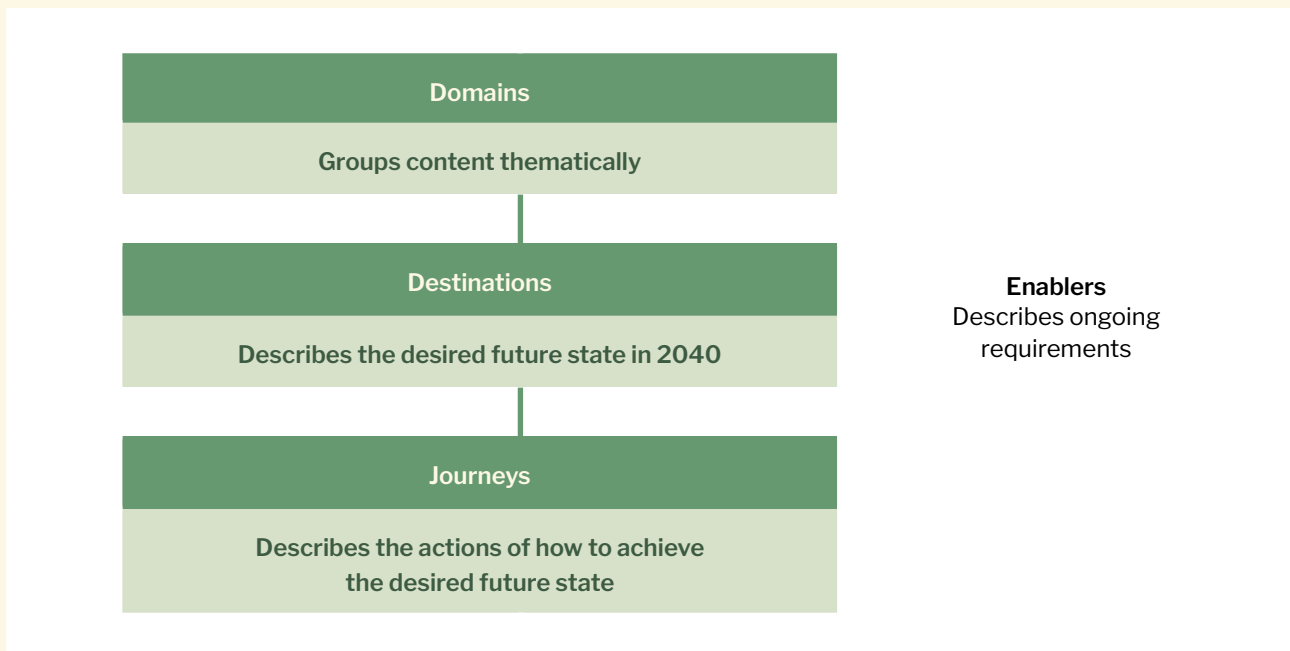 Domains
Groups content thematically
Destinations
Describes the desired future state in 2040
Journeys
Describes the actions of how to achieve
the desired future state
Enablers
Describes ongoing
requirements